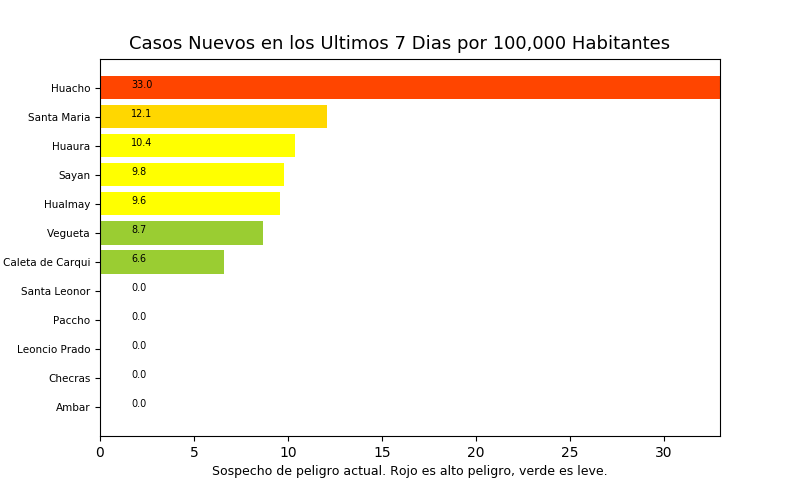 Casos Nuevos en los Ultimos 7 Dias por 100,000 Habitantes
Huacho 33.0
Santa Maria 12.1
Huaura 10.4
Sayan 9.8
Hualmay 9.6
Vegueta 8.7
Caleta de Carqui 6.6
Santa Leonor 0.0
Paccho 0.0
Leoncio Prado 0.0
Checras 0.0
Ambar 0.0
0 5 10 15 20 25 30
Sospecho de peligro actual. Rojo es alto peligro, verde es leve.